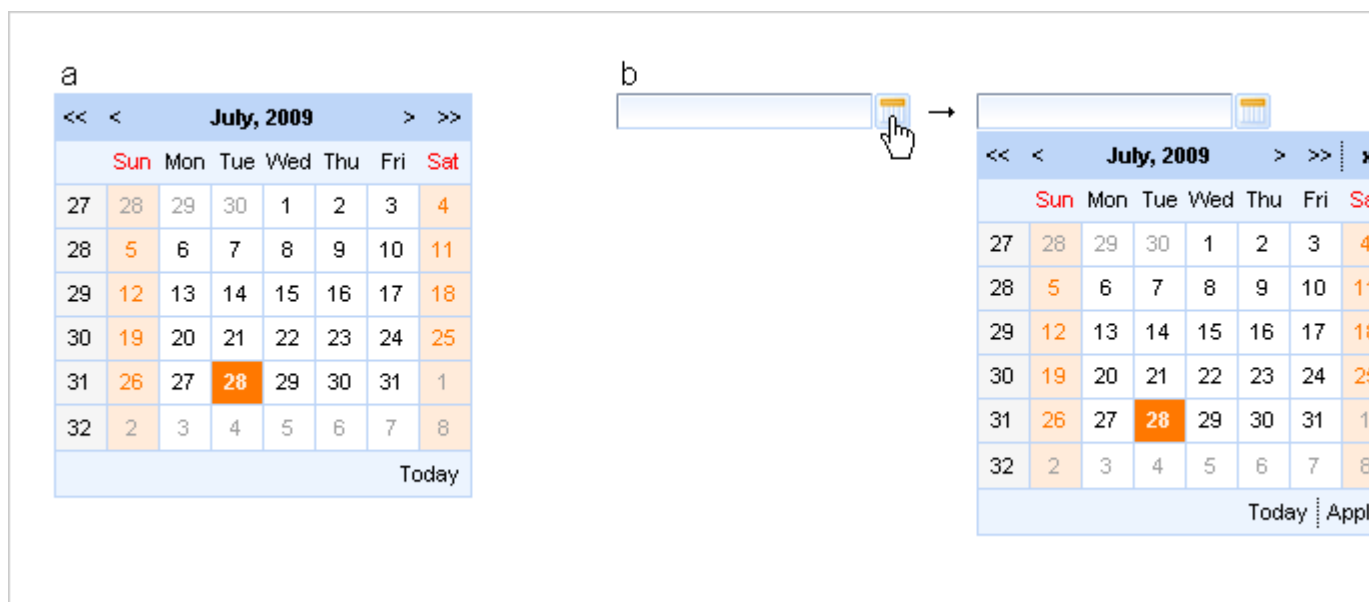 a
<< < July, 2009 > >>
Sun Mon Tue Wed Thu Fri Sat
27 28 29 30 1 2 3 4
28 5 6 7 8 9 10 11
29 12 13 14 15 16 17 18
30 19 20 21 22 23 24 25
31 26 27 28 29 30 31 1
32 2 3 4 5 6 7 8
Today
b
→
<< < July, 2009 > >>
Sun Mon Tue Wed Thu Fri
27 28 29 30 1 2 3 4
28 5 6 7 8 9 10
29 12 13 14 15 16 17
30 19 20 21 22 23 24
31 26 27 28 29 30 31 1
32 2 3 4 5 6 7 8
Today